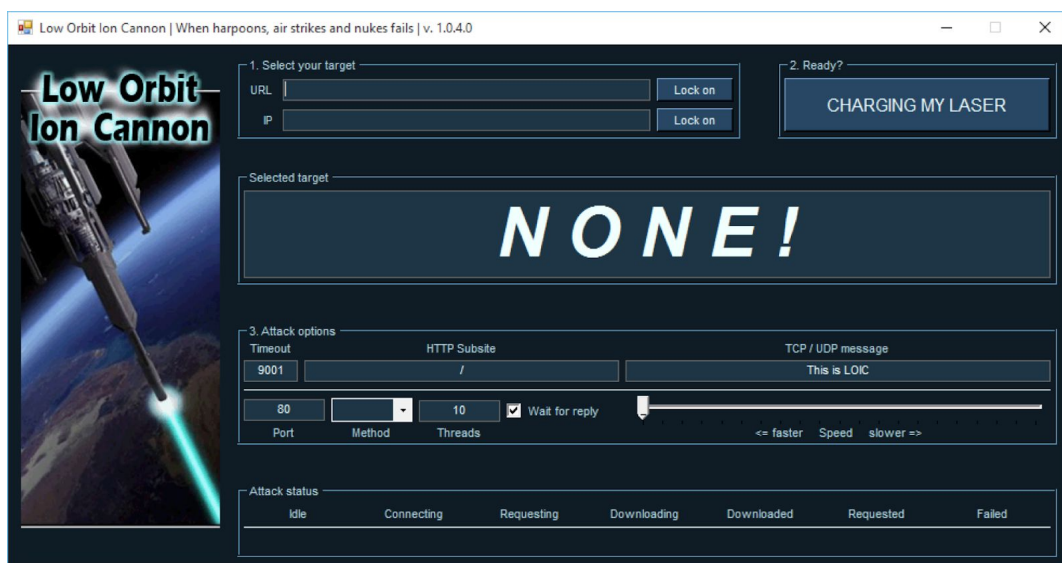 Low Orbit Ion Cannon | When harpoons, air strikes and nukes fails | v. 1.0.4.0
Low Orbit
Ion Cannon
1. Select your target
URL Lock on
IP Lock on
2. Ready?
CHARGING MY LASER
Selected target
NONE!
3. Attack options
Timeout HTTP Subsite TCP / UDP message
9001 / This is LOIC
80 10 Wait for reply
Port Method Threads <= faster Speed slower =>
Attack status
Idle Connecting Requesting Downloading Downloaded Requested Failed